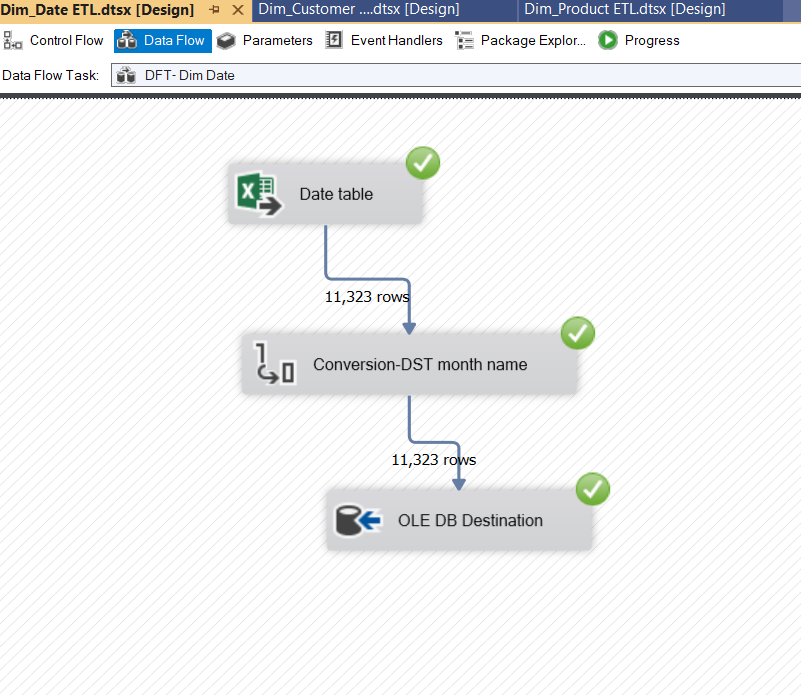 Dim_Date ETL.dtsx [Design] Dim_Customer ....dtsx [Design] Dim_Product ETL.dtsx [Design]
Control Flow Data Flow Parameters Event Handlers Package Explor... Progress
Data Flow Task: DFT- Dim Date
Date table
11,323 rows
Conversion-DST month name
11,323 rows
OLE DB Destination